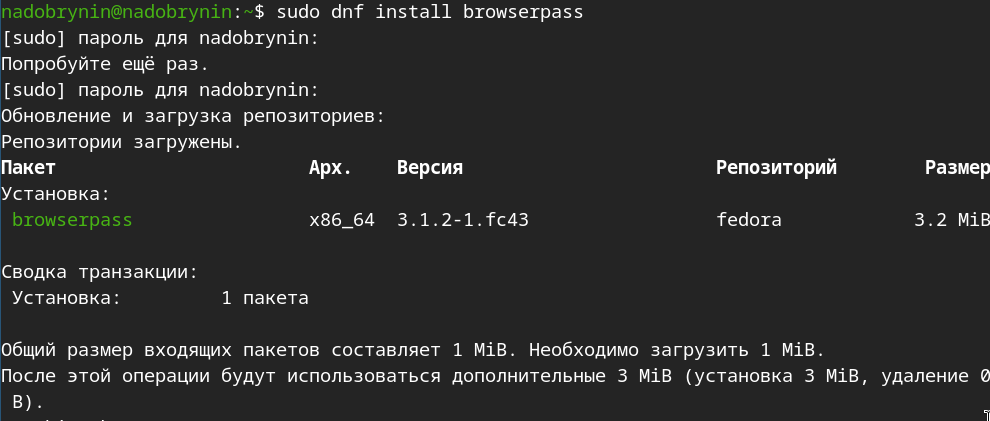 nadobrynin@nadobrynin:~$ sudo dnf install browserpass
[sudo] пароль для nadobrynin:
Попробуйте ещё раз.
[sudo] пароль для nadobrynin:
Обновление и загрузка репозиториев:
Репозитории загружены.
Пакет Арх. Версия Репозиторий Размер
Установка:
browserpass x86_64 3.1.2-1.fc43 fedora 3.2 MiB
Сводка транзакции:
Установка: 1 пакета
Общий размер входящих пакетов составляет 1 MiB. Необходимо загрузить 1 MiB.
После этой операции будут использоваться дополнительные 3 MiB (установка 3 MiB, удаление 0
B).